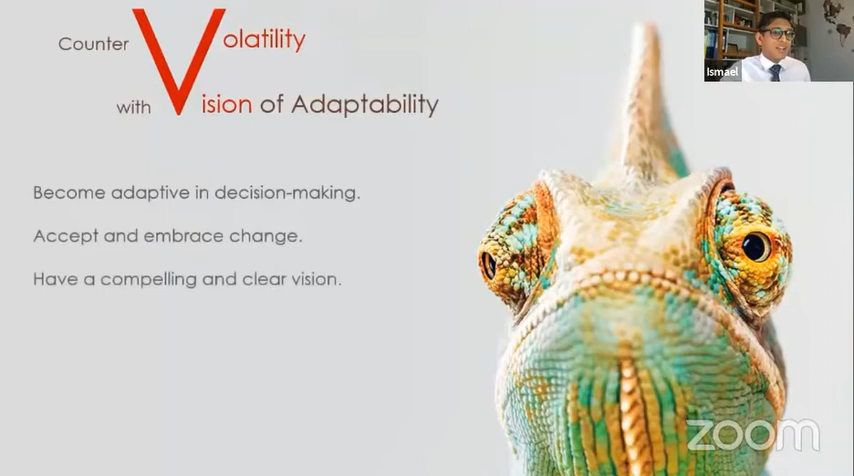 Counter Volatility
with Vision of Adaptability
Become adaptive in decision-making.
Accept and embrace change.
Have a compelling and clear vision.
Ismael
zoom